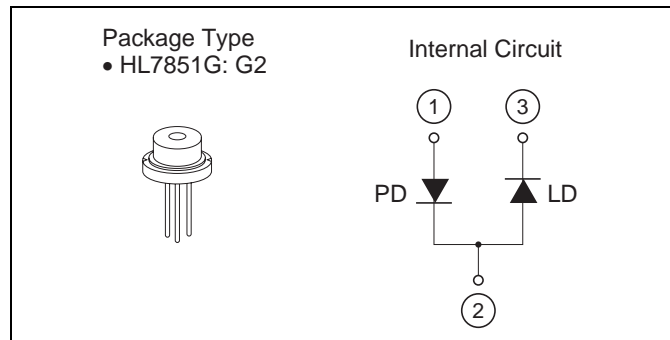 Package Type
• HL7851G: G2
Internal Circuit
1
3
PD
LD
2